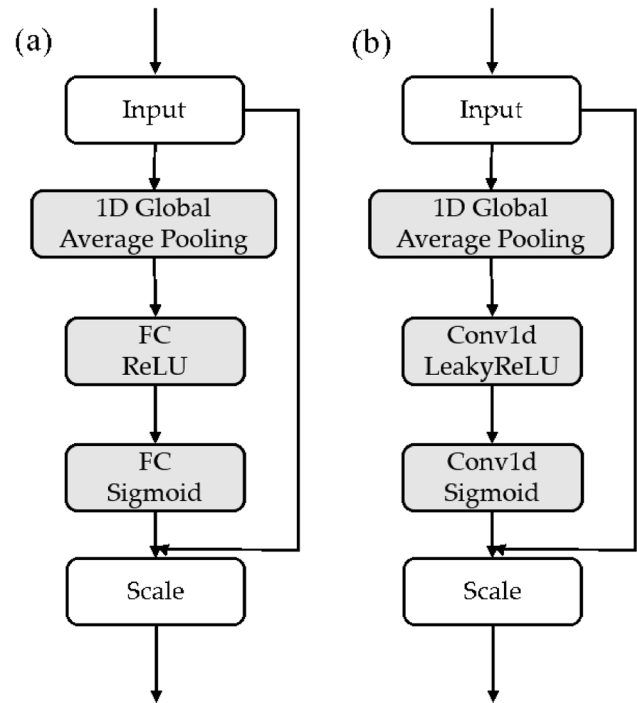 (a)
Input
1D Global
Average Pooling
FC
ReLU
FC
Sigmoid
Scale
(b)
Input
1D Global
Average Pooling
Conv1d
LeakyReLU
Conv1d
Sigmoid
Scale